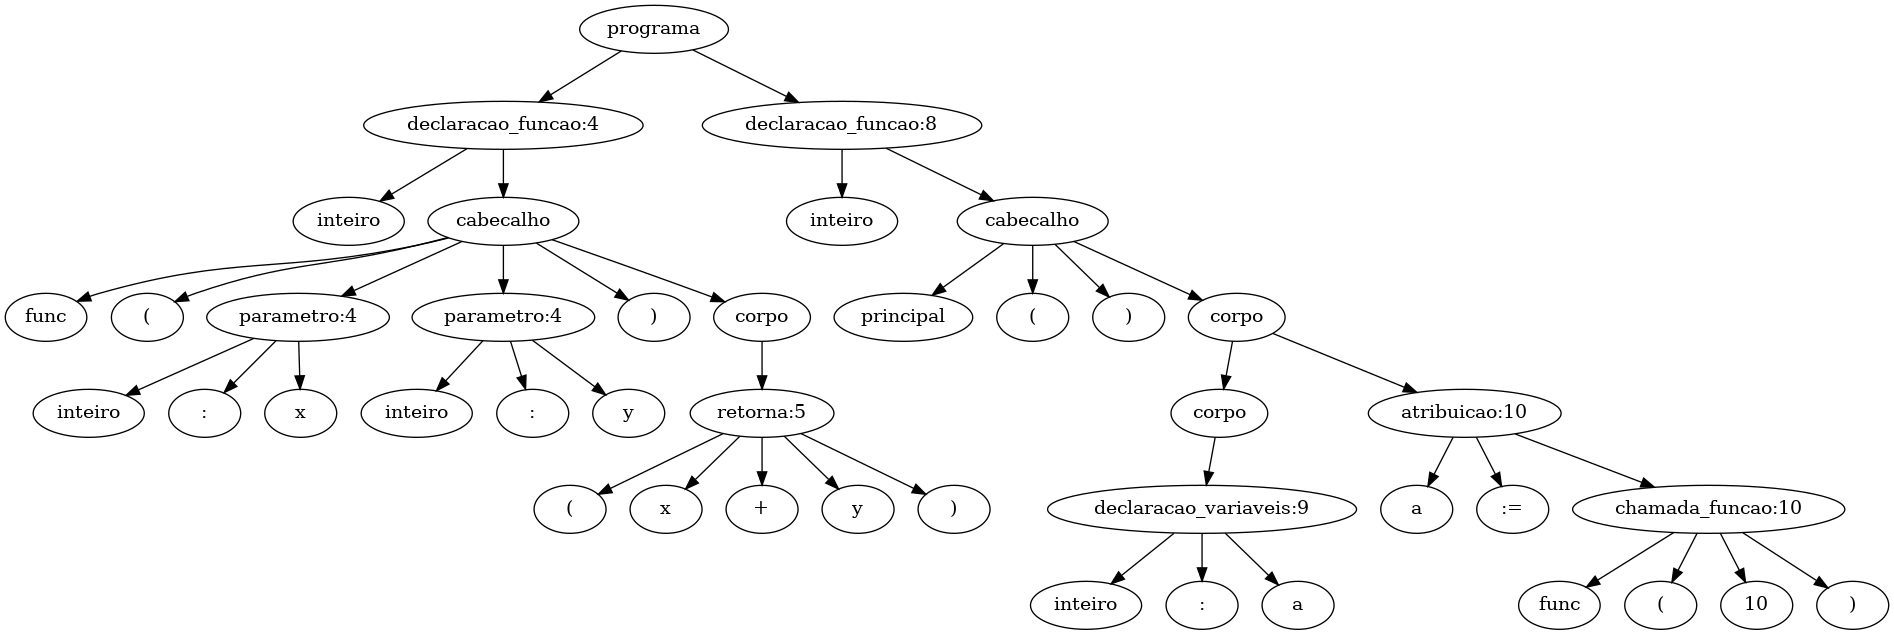 programa
declaracao_funcao:4
declaracao_funcao:8
inteiro
cabecalho
inteiro
cabecalho
func
(
parametro:4
parametro:4
)
corpo
principal
(
)
corpo
inteiro
:
x
inteiro
:
y
retorna:5
corpo
atribuicao:10
(
x
+
y
)
declaracao_variaveis:9
a
:=
chamada_funcao:10
inteiro
:
a
func
(
10
)